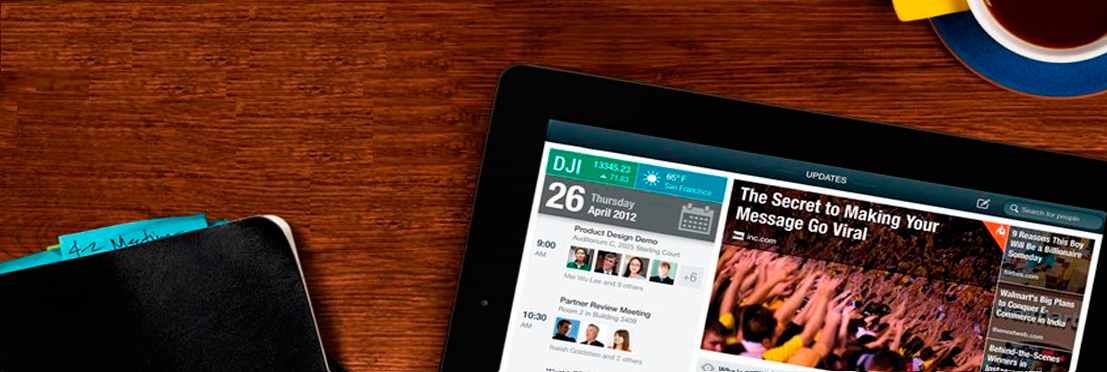 4-2 Meeting
UPDATES
Search for people
DJI
13345.23
▲ 71.83
65° F
San Francisco
26
Thursday
April 2012
9:00
AM
Product Design Demo
Auditorium C, 2025 Sterling Court
+6
Mei Wu Lee and 9 others
10:30
AM
Partner Review Meeting
Room 2 in Building 3409
Isaiah Goldstein and 2 others
The Secret to Making Your
Message Go Viral
Inc. inc.com
9 Reasons This Boy
Will Be a Billionaire
Someday
forbes.com
Walmart's Big Plans
to Conquer E-
Commerce in India
thenextweb.com
Behind-the-Scenes
Winners in